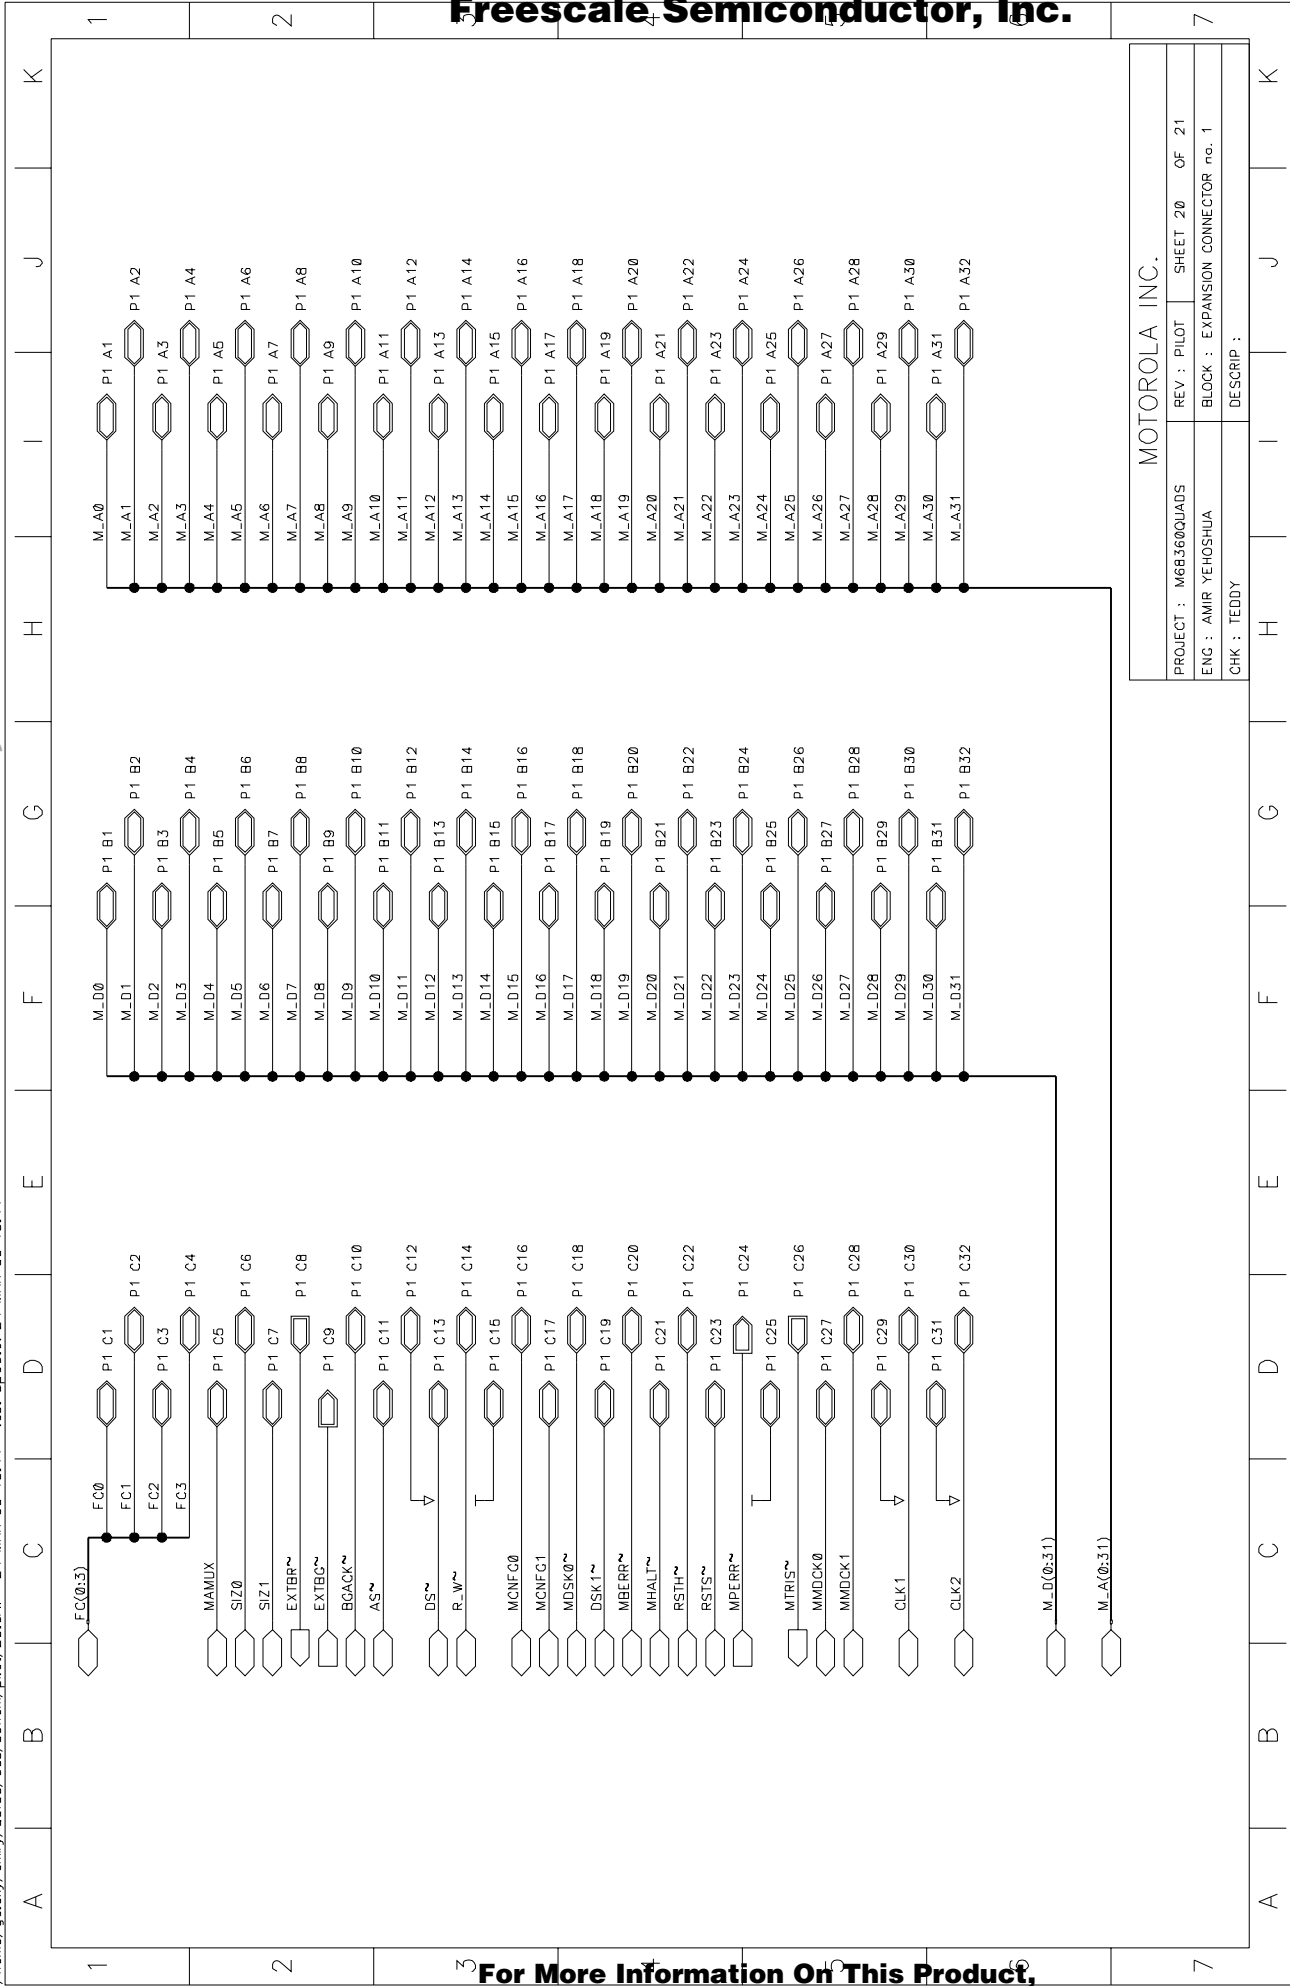 Freescale Semiconductor, Inc.
A B C D E F G H I J K
1 2 3 4 5 6 7
FC(0:3)
FC0 P1 C1
FC1 P1 C2
FC2 P1 C3
FC3 P1 C4
MAMUX P1 C5
SIZ0 P1 C6
SIZ1 P1 C7
EXTBR~ P1 C8
EXTBG~ P1 C9
BGACK~ P1 C10
AS~ P1 C11
P1 C12
DS~ P1 C13
R_W~ P1 C14
P1 C15
MCNFG0 P1 C16
MCNFG1 P1 C17
MDSK0~ P1 C18
DSK1~ P1 C19
MBERR~ P1 C20
MHALT~ P1 C21
RSTH~ P1 C22
RSTS~ P1 C23
MPERR~ P1 C24
P1 C25
MTRIS~ P1 C26
MMDCK0 P1 C27
MMDCK1 P1 C28
P1 C29
CLK1 P1 C30
P1 C31
CLK2 P1 C32
M_D(0:31)
M_A(0:31)
M_D0 P1 B1
M_D1 P1 B2
M_D2 P1 B3
M_D3 P1 B4
M_D4 P1 B5
M_D5 P1 B6
M_D6 P1 B7
M_D7 P1 B8
M_D8 P1 B9
M_D9 P1 B10
M_D10 P1 B11
M_D11 P1 B12
M_D12 P1 B13
M_D13 P1 B14
M_D14 P1 B15
M_D15 P1 B16
M_D16 P1 B17
M_D17 P1 B18
M_D18 P1 B19
M_D19 P1 B20
M_D20 P1 B21
M_D21 P1 B22
M_D22 P1 B23
M_D23 P1 B24
M_D24 P1 B25
M_D25 P1 B26
M_D26 P1 B27
M_D27 P1 B28
M_D28 P1 B29
M_D29 P1 B30
M_D30 P1 B31
M_D31 P1 B32
M_A0 P1 A1
M_A1 P1 A2
M_A2 P1 A3
M_A3 P1 A4
M_A4 P1 A5
M_A5 P1 A6
M_A6 P1 A7
M_A7 P1 A8
M_A8 P1 A9
M_A9 P1 A10
M_A10 P1 A11
M_A11 P1 A12
M_A12 P1 A13
M_A13 P1 A14
M_A14 P1 A15
M_A15 P1 A16
M_A16 P1 A17
M_A17 P1 A18
M_A18 P1 A19
M_A19 P1 A20
M_A20 P1 A21
M_A21 P1 A22
M_A22 P1 A23
M_A23 P1 A24
M_A24 P1 A25
M_A25 P1 A26
M_A26 P1 A27
M_A27 P1 A28
M_A28 P1 A29
M_A29 P1 A30
M_A30 P1 A31
M_A31 P1 A32
MOTOROLA INC.
PROJECT : M68360QUADS REV : PILOT SHEET 20 OF 21
ENG : AMIR YEHOSHUA BLOCK : EXPANSION CONNECTOR no. 1
CHK : TEDDY DESCRIP :
1 2 3 4 5 6 7
A B C D E F G H I J K
For More Information On This Product,